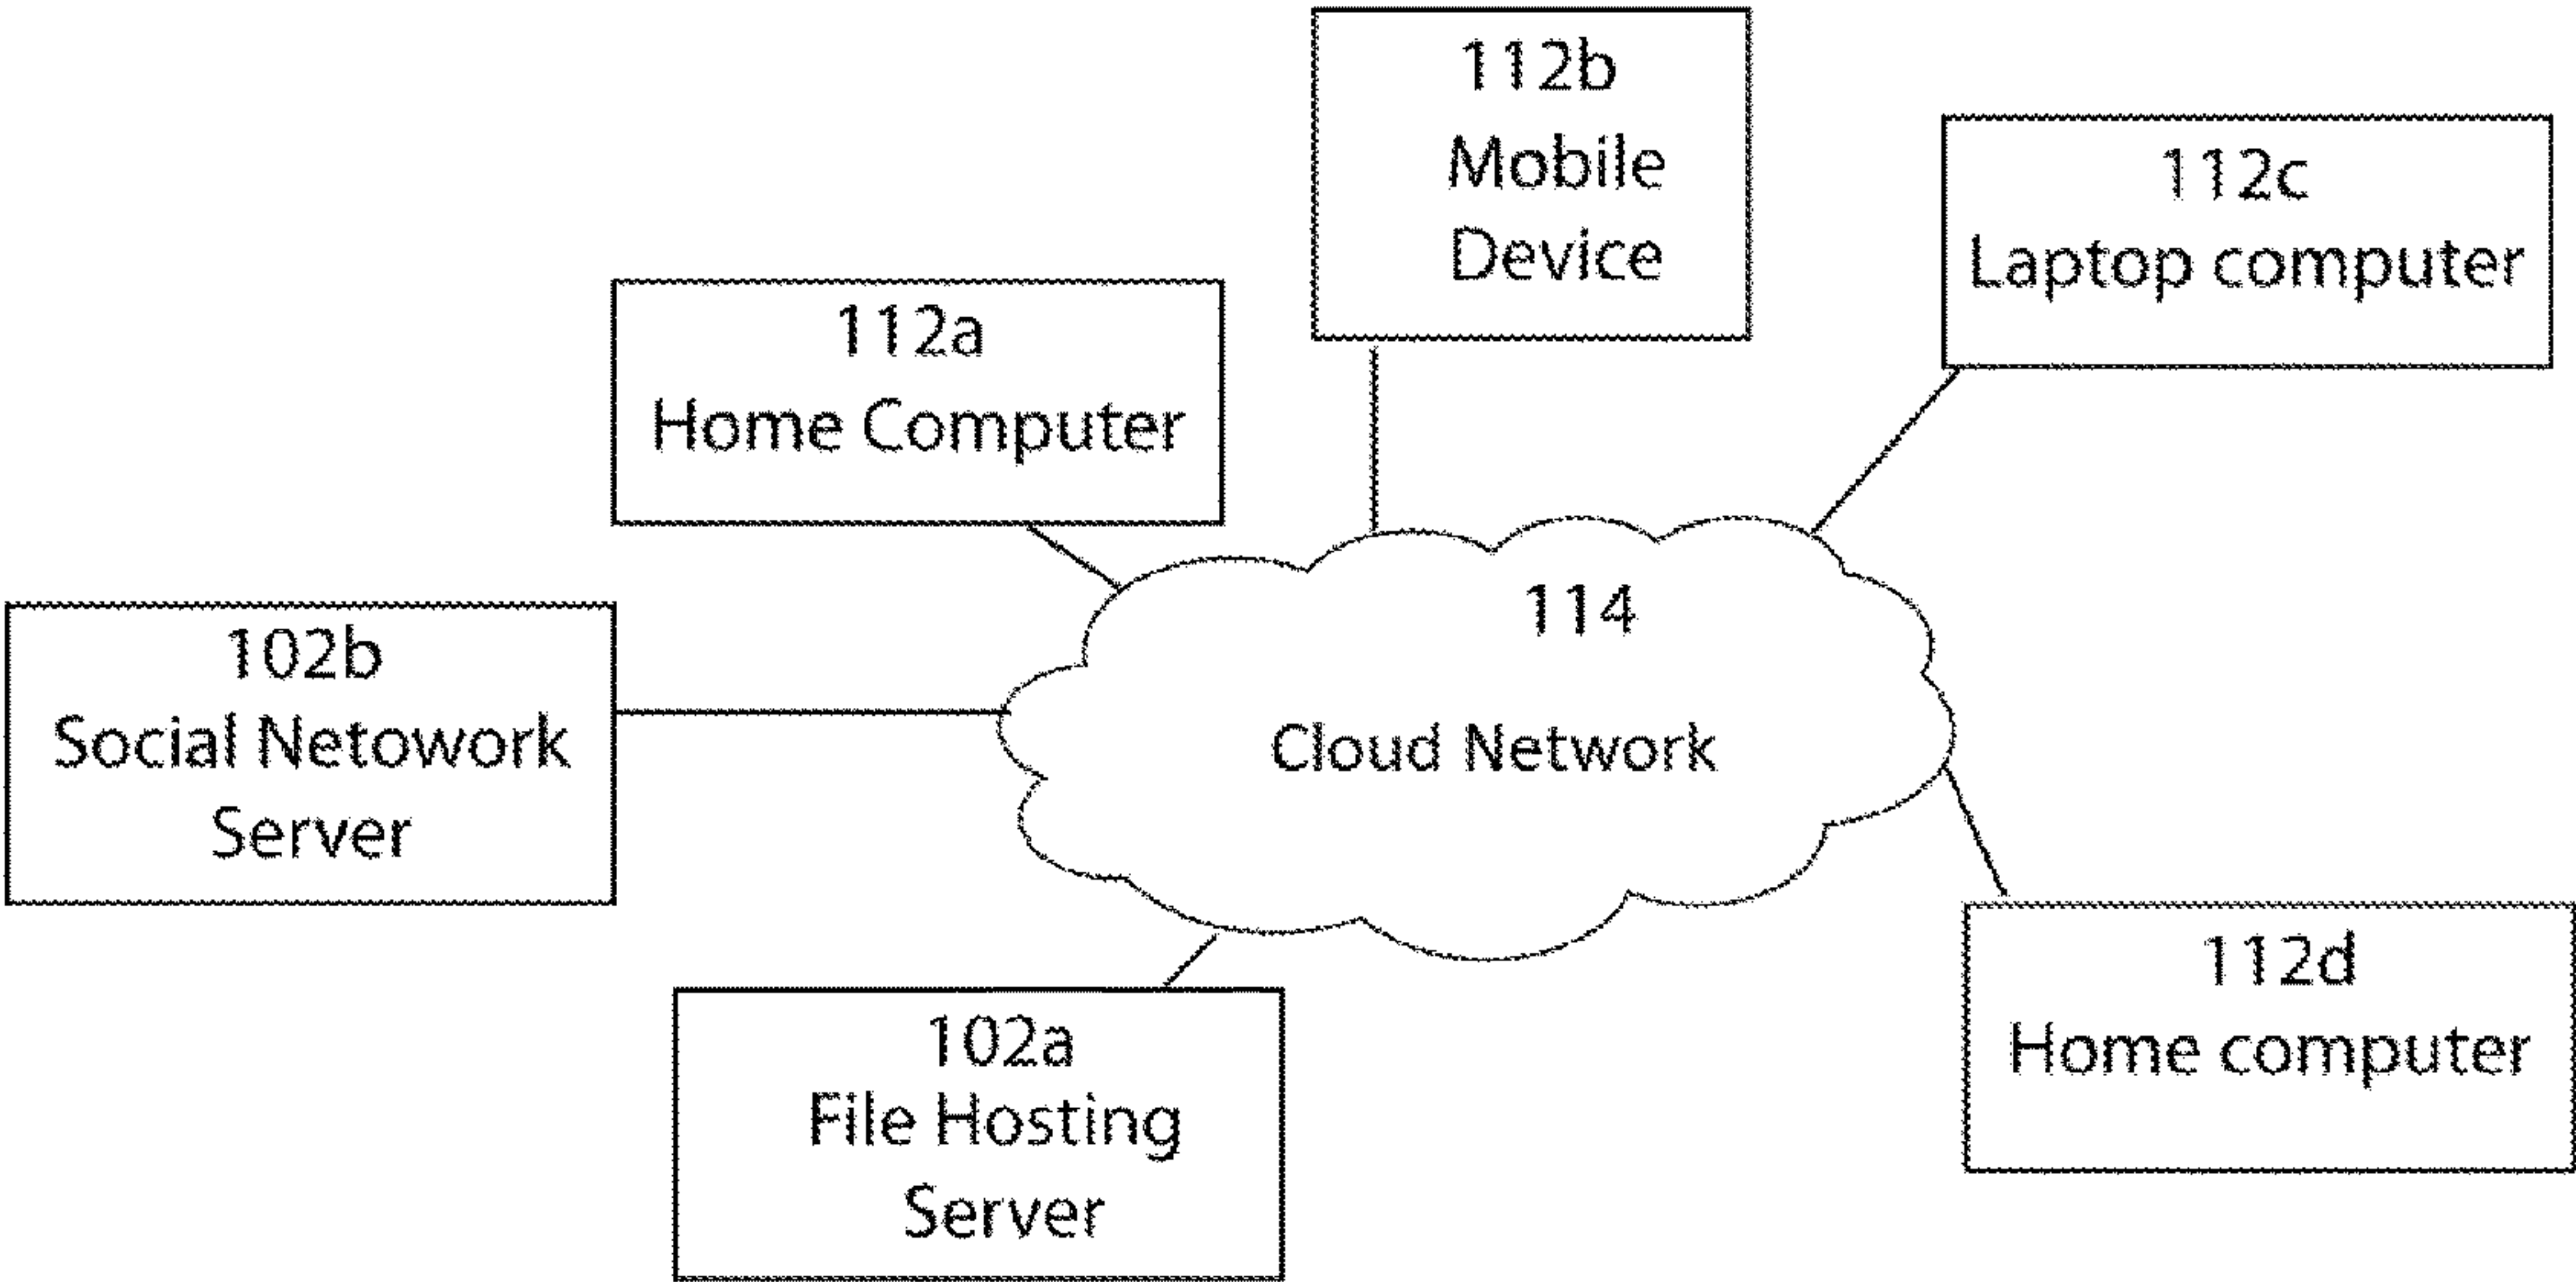 112b
Mobile
Device
112c
Laptop computer
112a
Home Computer
114
Cloud Network
102b
Social Netowork
Server
112d
Home computer
102a
File Hosting
Server